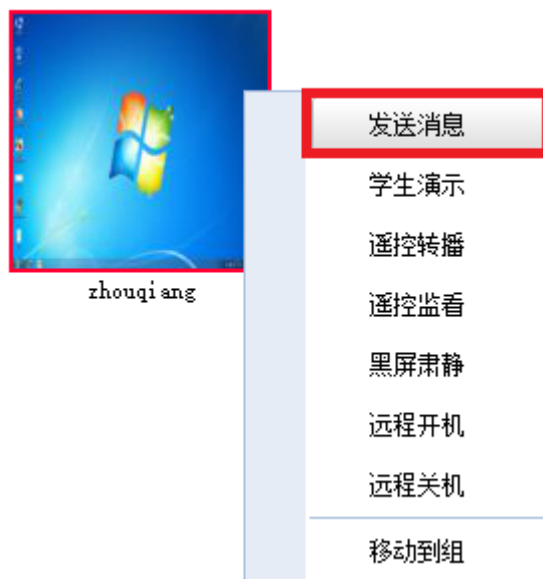 发送消息
学生演示
遥控转播
zhouqiang
遥控监看
黑屏肃静
远程开机
远程关机
移动到组